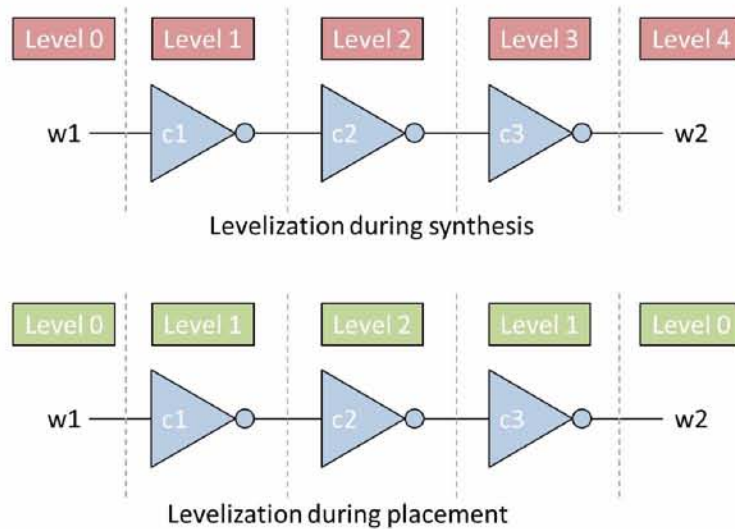 Level 0 Level 1 Level 2 Level 3 Level 4
w1 c1 c2 c3 w2
Levelization during synthesis
Level 0 Level 1 Level 2 Level 1 Level 0
w1 c1 c2 c3 w2
Levelization during placement